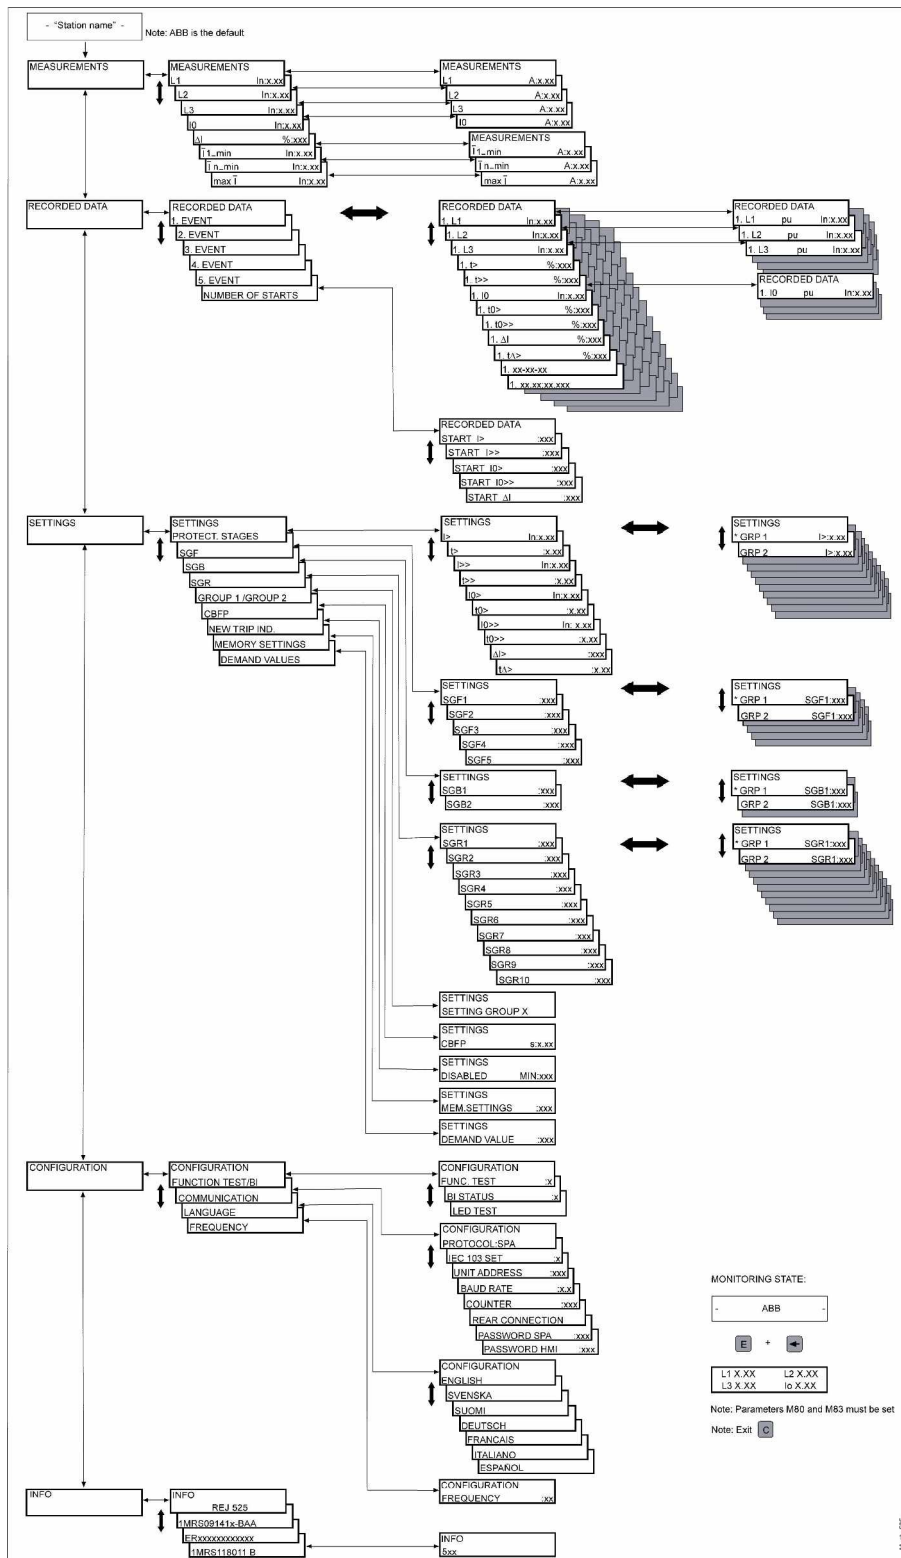 - "Station name" -
Note: ABB is the default
MEASUREMENTS
MEASUREMENTS
L1 In:x.xx
L2 In:x.xx
L3 In:x.xx
I0 In:x.xx
ΔI %:xxx
Ī1_min In:x.xx
Ī n_min In:x.xx
max Ī In:x.xx
MEASUREMENTS
L1 A:x.xx
L2 A:x.xx
L3 A:x.xx
I0 A:x.xx
MEASUREMENTS
Ī1_min A:x.xx
Ī n_min A:x.xx
max Ī A:x.xx
RECORDED DATA
RECORDED DATA
1. EVENT
2. EVENT
3. EVENT
4. EVENT
5. EVENT
NUMBER OF STARTS
RECORDED DATA
1. L1 In:x.xx
1. L2 In:x.xx
1. L3 In:x.xx
1. t> %:xxx
1. t>> %:xxx
1. I0 In:x.xx
1. t0> %:xxx
1. t0>> %:xxx
1. ΔI %:xxx
1. tΔ> %:xxx
1. xx-xx-xx
1. xx.xx:xx.xxx
RECORDED DATA
1. L1 pu In:x.xx
1. L2 pu In:x.xx
1. L3 pu In:x.xx
RECORDED DATA
1. I0 pu In:x.xx
RECORDED DATA
START I> :xxx
START I>> :xxx
START I0> :xxx
START I0>> :xxx
START ΔI :xxx
SETTINGS
SETTINGS
PROTECT. STAGES
SGF
SGB
SGR
GROUP 1 /GROUP 2
CBFP
NEW TRIP IND.
MEMORY SETTINGS
DEMAND VALUES
SETTINGS
I> In:x.xx
t> :x.xx
I>> In:x.xx
t>> :x.xx
I0> In:x.xx
t0> :x.xx
I0>> In: x.xx
t0>> :x.xx
ΔI> :xxx
tΔ> :x.xx
SETTINGS
* GRP 1 I>:x.xx
GRP 2 I>:x.xx
SETTINGS
SGF1 :xxx
SGF2 :xxx
SGF3 :xxx
SGF4 :xxx
SGF5 :xxx
SETTINGS
* GRP 1 SGF1:xxx
GRP 2 SGF1:xxx
SETTINGS
SGB1 :xxx
SGB2 :xxx
SETTINGS
* GRP 1 SGB1:xxx
GRP 2 SGB1:xxx
SETTINGS
SGR1 :xxx
SGR2 :xxx
SGR3 :xxx
SGR4 :xxx
SGR5 :xxx
SGR6 :xxx
SGR7 :xxx
SGR8 :xxx
SGR9 :xxx
SGR10 :xxx
SETTINGS
* GRP 1 SGR1:xxx
GRP 2 SGR1:xxx
SETTINGS
SETTING GROUP X
SETTINGS
CBFP s:x.xx
SETTINGS
DISABLED MIN:xxx
SETTINGS
MEM.SETTINGS :xxx
SETTINGS
DEMAND VALUE :xxx
CONFIGURATION
CONFIGURATION
FUNCTION TEST/BI
COMMUNICATION
LANGUAGE
FREQUENCY
CONFIGURATION
FUNC. TEST :x
BI STATUS :x
LED TEST
CONFIGURATION
PROTOCOL:SPA
IEC 103 SET :x
UNIT ADDRESS :xxx
BAUD RATE :x.x
COUNTER :xxx
REAR CONNECTION
PASSWORD SPA :xxx
PASSWORD HMI :xxx
CONFIGURATION
ENGLISH
SVENSKA
SUOMI
DEUTSCH
FRANCAIS
ITALIANO
ESPAÑOL
CONFIGURATION
FREQUENCY :xx
MONITORING STATE:
- ABB -
E +
L1 X.XX L2 X.XX
L3 X.XX Io X.XX
Note: Parameters M80 and M83 must be set
Note: Exit C
INFO
INFO
REJ 525
1MRS09141x-BAA
ERxxxxxxxxxxxx
1MRS118011 B
INFO
5xx